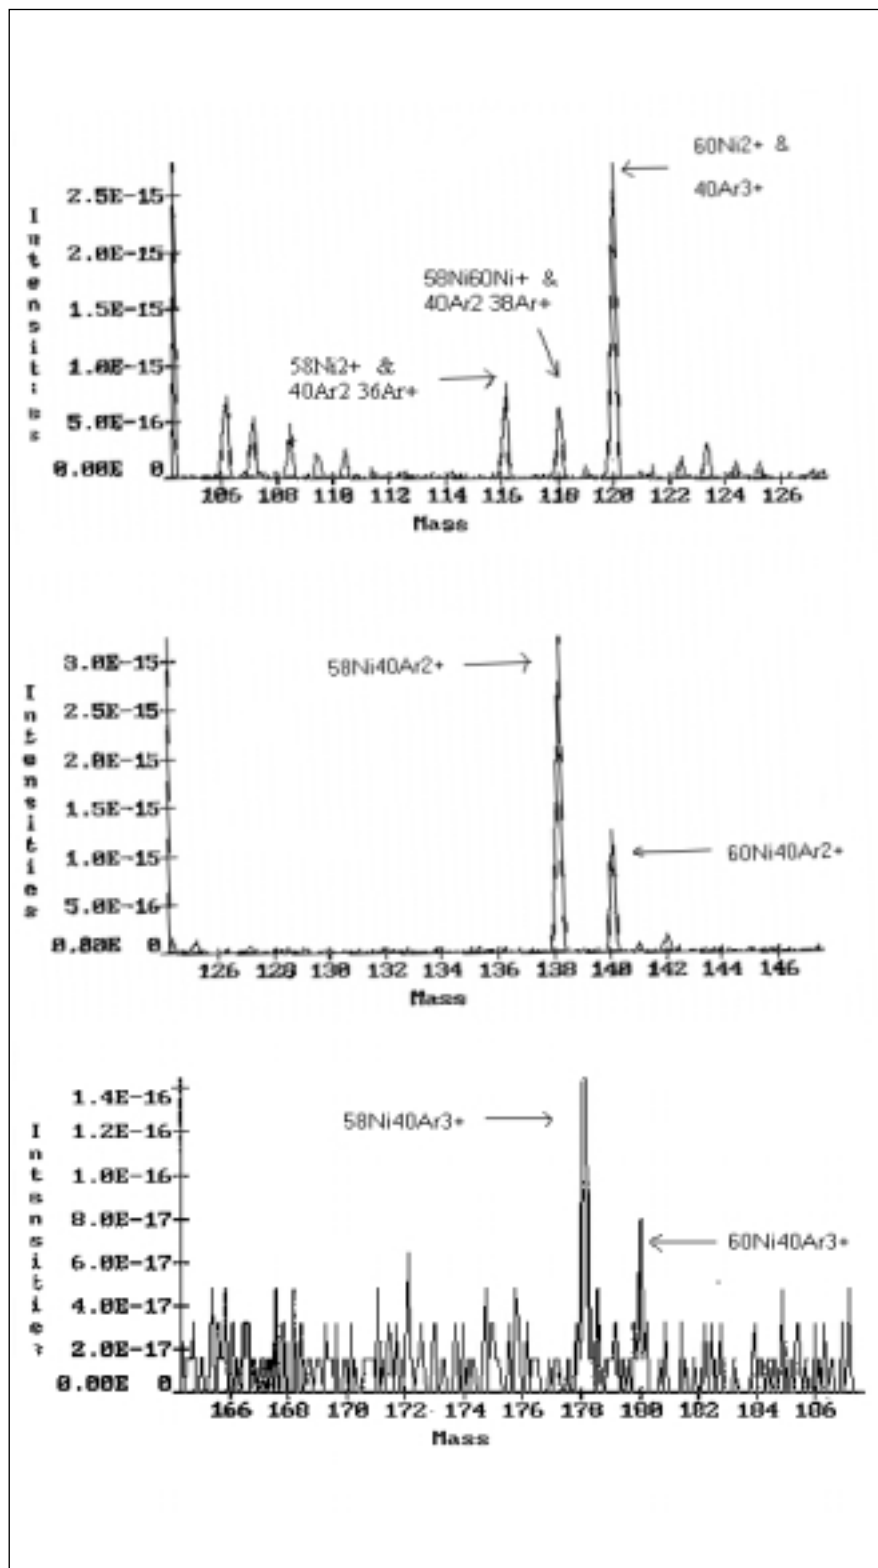 60Ni2+ &
40Ar3+
2.5E-15
2.0E-15
58Ni60Ni+ &
40Ar2 38Ar+
1.5E-15
1.0E-15
58Ni2+ &
40Ar2 36Ar+
5.0E-16
0.00E 0
106 108 110 112 114 116 118 120 122 124 126
Mass
3.0E-15
58Ni40Ar2+
Intensities
2.5E-15
2.0E-15
1.5E-15
1.0E-15
60Ni40Ar2+
5.0E-16
0.00E 0
126 128 130 132 134 136 138 140 142 144 146
Mass
1.4E-16
58Ni40Ar3+
1.2E-16
1.0E-16
8.0E-17
60Ni40Ar3+
6.0E-17
4.0E-17
2.0E-17
0.00E 0
166 168 170 172 174 176 178 180 182 184 186
Mass